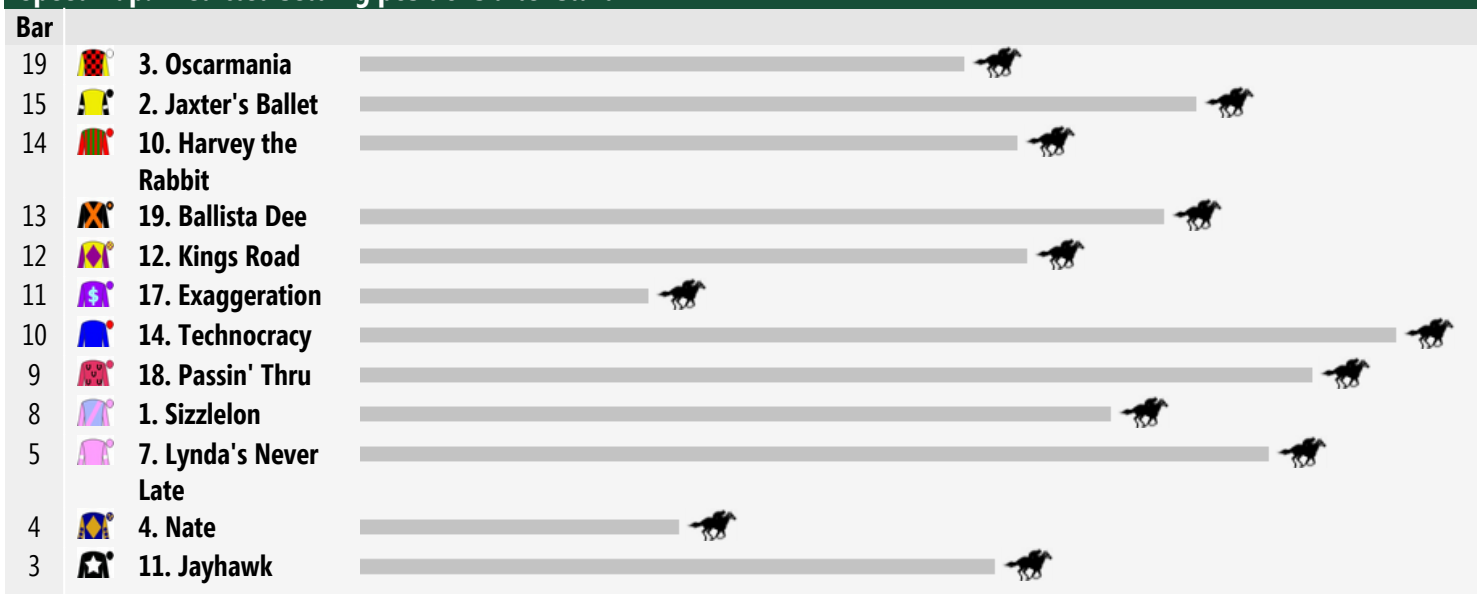 Bar
19 3. Oscarmania
15 2. Jaxter's Ballet
14 10. Harvey the
Rabbit
13 19. Ballista Dee
12 12. Kings Road
11 $ 17. Exaggeration
10 14. Technocracy
9 18. Passin' Thru
8 1. Sizzlelon
5 7. Lynda's Never
Late
4 4. Nate
3 11. Jayhawk